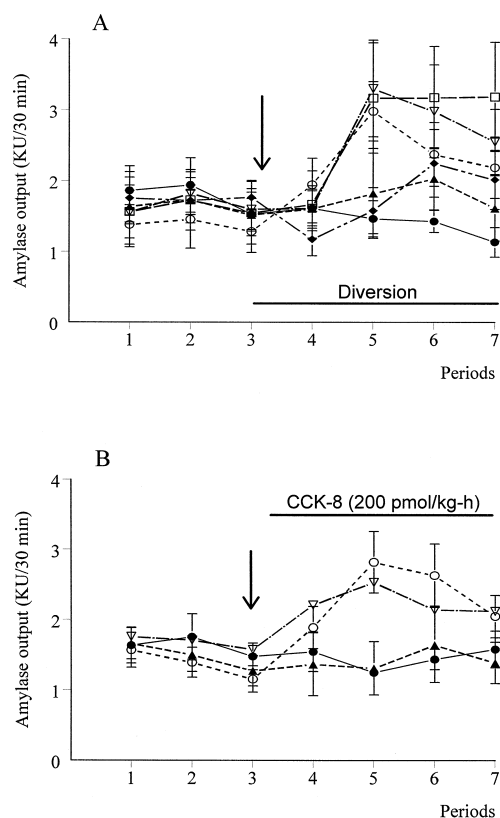 A
Amylase output (KU/30 min)
4
3
2
1
0
Diversion
1 2 3 4 5 6 7
Periods
B
Amylase output (KU/30 min)
4
3
2
1
0
CCK-8 (200 pmol/kg-h)
1 2 3 4 5 6 7
Periods